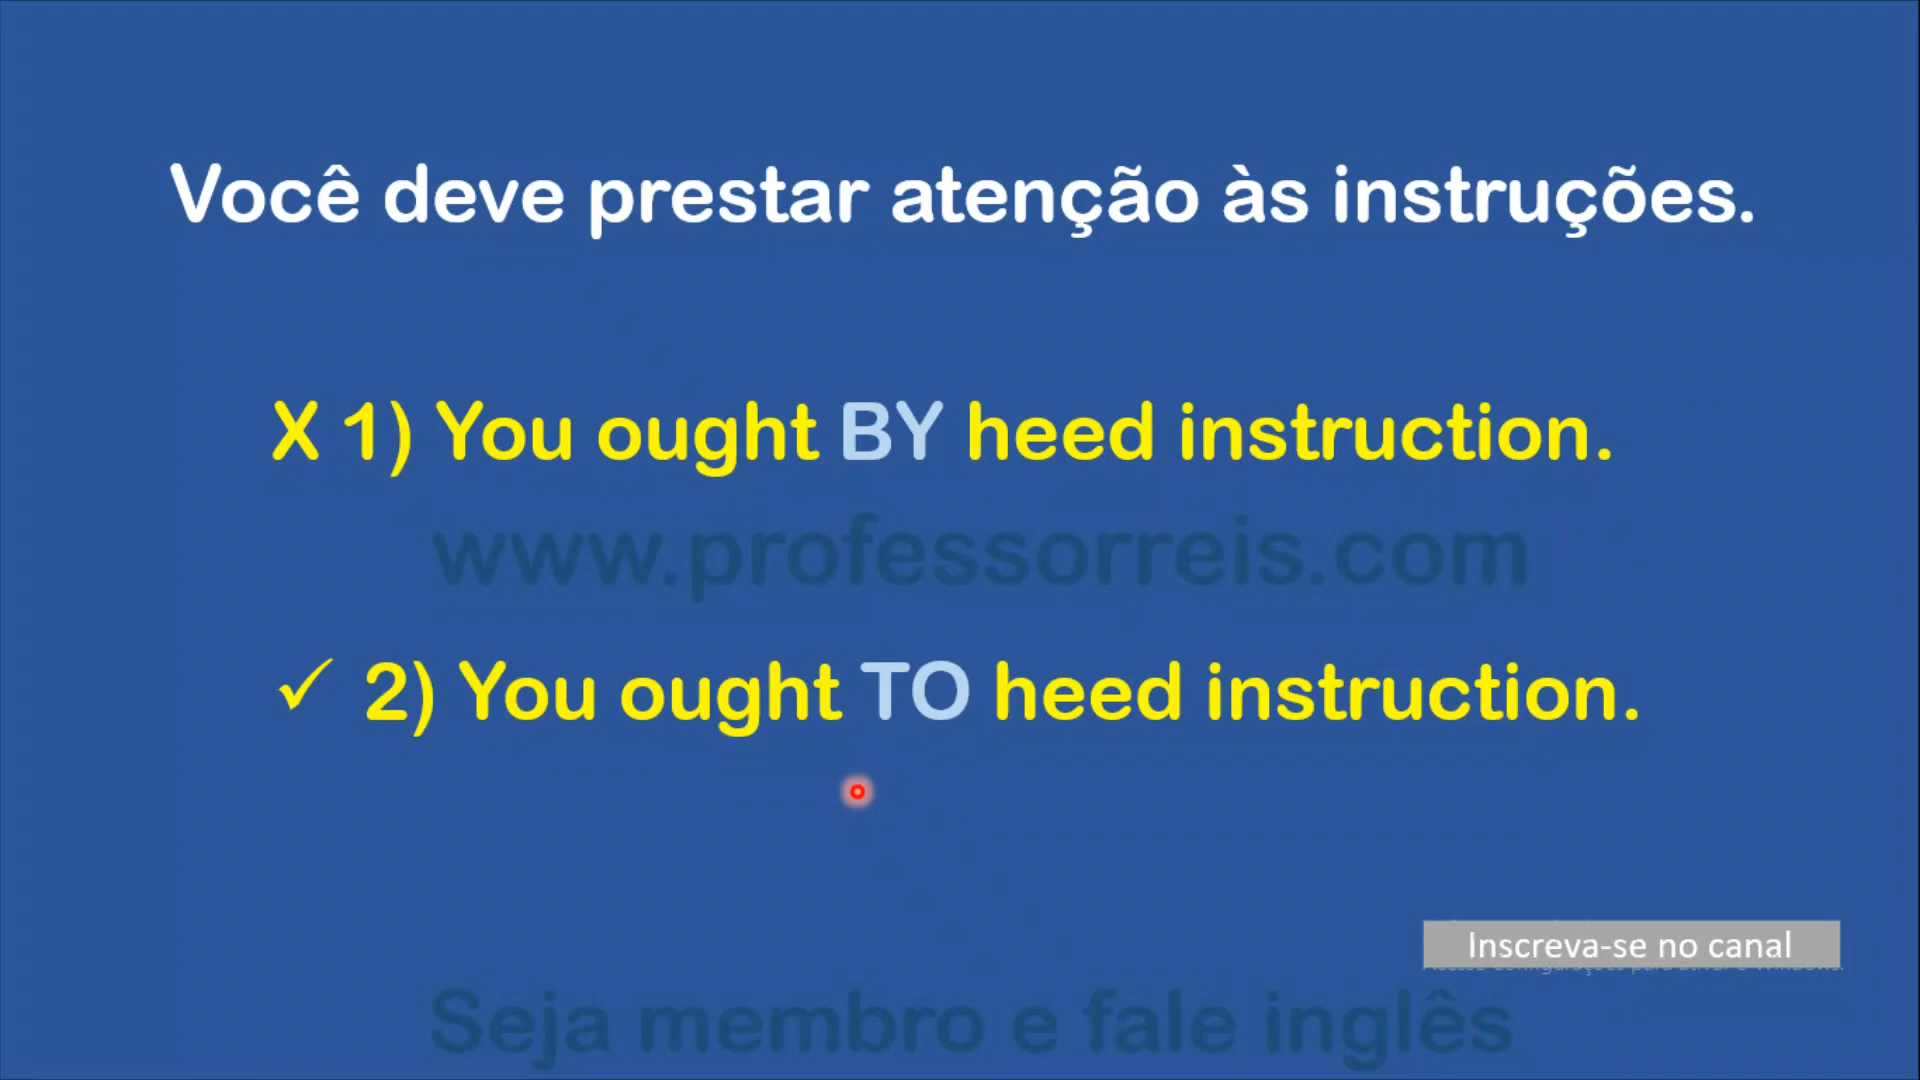 Você deve prestar atenção às instruções.
X 1) You ought BY heed instruction.
www.professorreis.com
✓ 2) You ought TO heed instruction.
Inscreva-se no canal
Seja membro e fale inglês